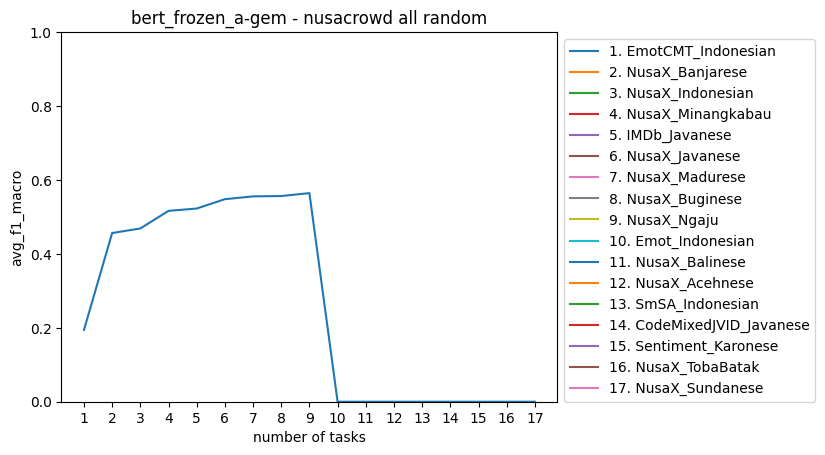 bert_frozen_a-gem - nusacrowd all random
avg_f1_macro
1.0
0.8
0.6
0.4
0.2
0.0
1 2 3 4 5 6 7 8 9 10 11 12 13 14 15 16 17
number of tasks
1. EmotCMT_Indonesian
2. NusaX_Banjarese
3. NusaX_Indonesian
4. NusaX_Minangkabau
5. IMDb_Javanese
6. NusaX_Javanese
7. NusaX_Madurese
8. NusaX_Buginese
9. NusaX_Ngaju
10. Emot_Indonesian
11. NusaX_Balinese
12. NusaX_Acehnese
13. SmSA_Indonesian
14. CodeMixedJVID_Javanese
15. Sentiment_Karonese
16. NusaX_TobaBatak
17. NusaX_Sundanese